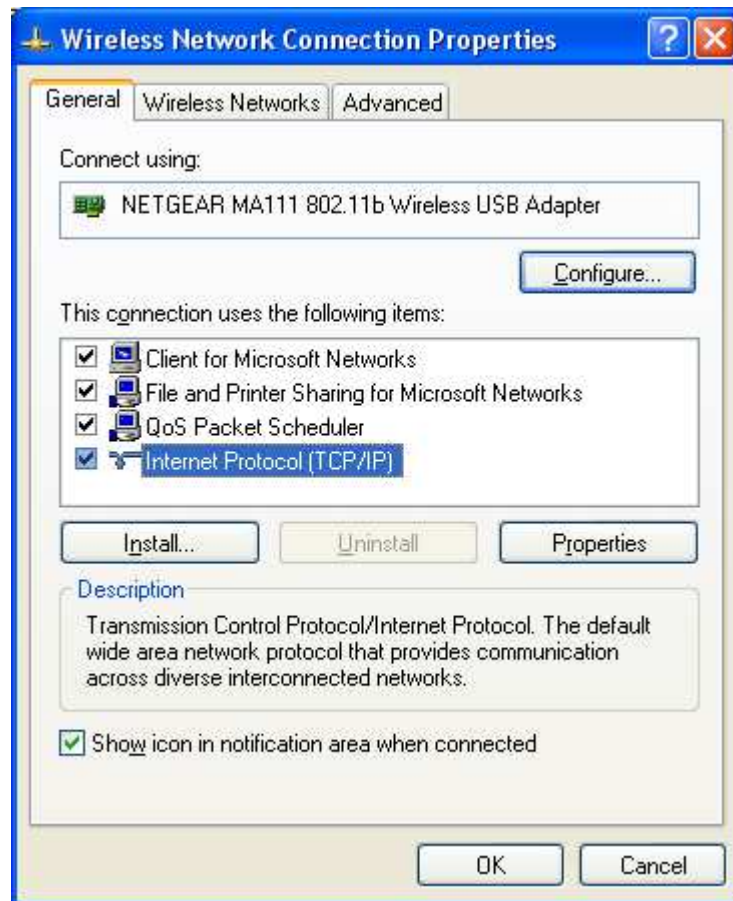 Wireless Network Connection Properties
General Wireless Networks Advanced
Connect using:
NETGEAR MA111 802.11b Wireless USB Adapter
Configure...
This connection uses the following items:
Client for Microsoft Networks
File and Printer Sharing for Microsoft Networks
QoS Packet Scheduler
Internet Protocol (TCP/IP)
Install... Uninstall Properties
Description
Transmission Control Protocol/Internet Protocol. The default
wide area network protocol that provides communication
across diverse interconnected networks.
Show icon in notification area when connected
OK Cancel